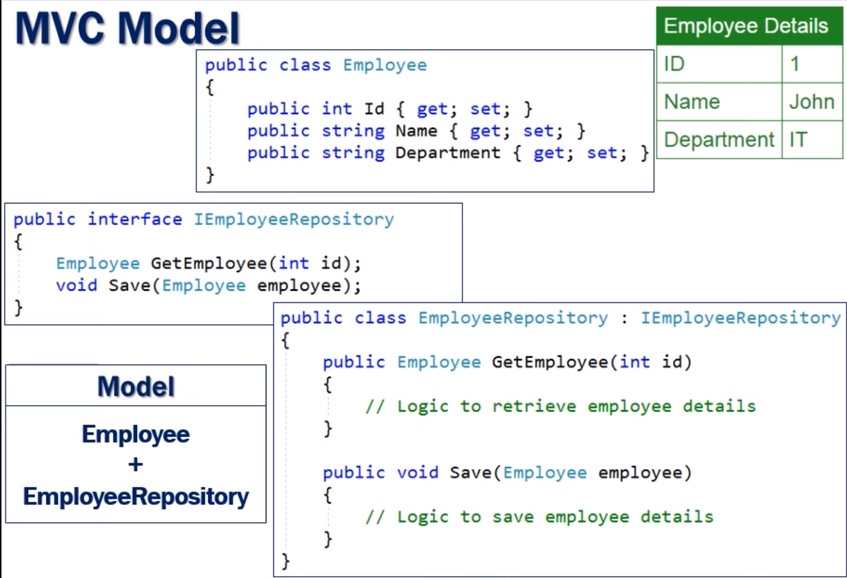 MVC Model
public class Employee
{
public int Id { get; set; }
public string Name { get; set; }
public string Department { get; set; }
}
Employee Details
ID 1
Name John
Department IT
public interface IEmployeeRepository
{
Employee GetEmployee(int id);
void Save(Employee employee);
}
public class EmployeeRepository : IEmployeeRepository
{
public Employee GetEmployee(int id)
{
// Logic to retrieve employee details
}
public void Save(Employee employee)
{
// Logic to save employee details
}
}
Model
Employee
+
EmployeeRepository